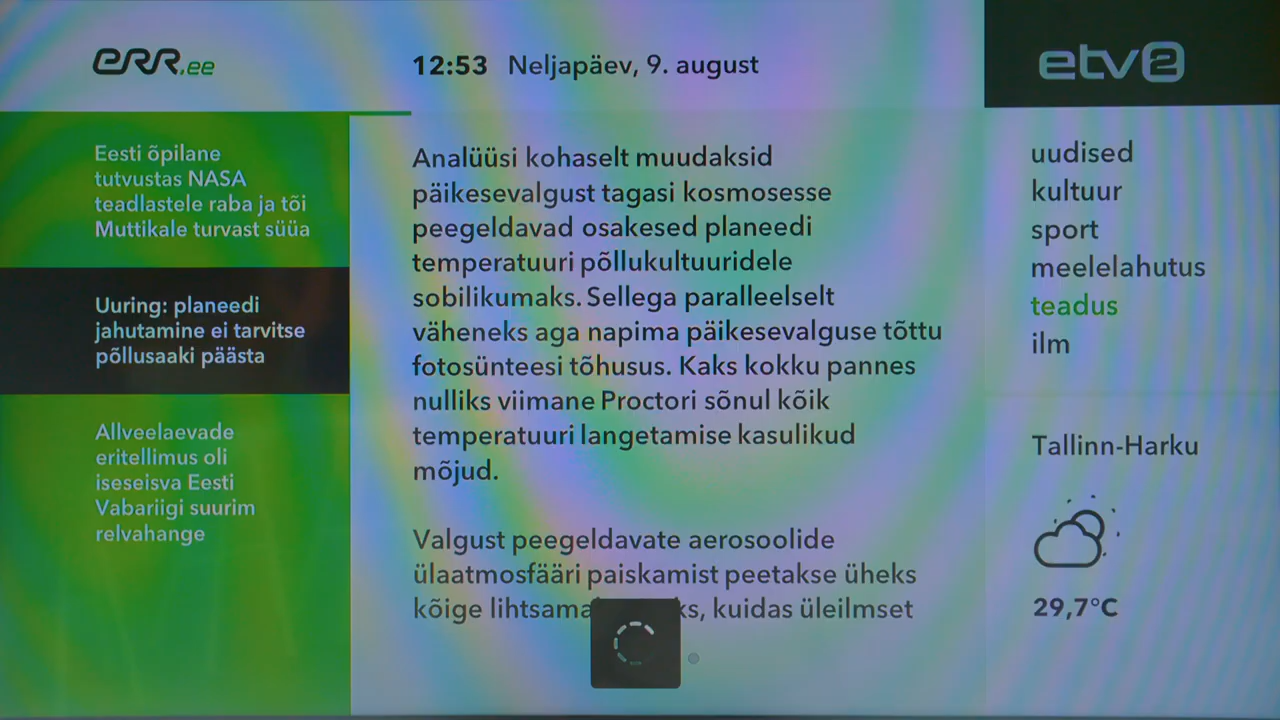 eRR.ee
12:53 Neljapäev, 9. august
etv2
Eesti õpilane
tutvustas NASA
teadlastele raba ja tõi
Muttikale turvast süüa
Uuring: planeedi
jahutamine ei tarvitse
põllusaaki päästa
Allveelaevade
eritellimus oli
iseseisva Eesti
Vabariigi suurim
relvahange
Analüüsi kohaselt muudaksid
päikesevalgust tagasi kosmosesse
peegeldavad osakesed planeedi
temperatuuri põllukultuuridele
sobilikumaks. Sellega paralleelselt
väheneks aga napima päikesevalguse tõttu
fotosünteesi tõhusus. Kaks kokku pannes
nulliks viimane Proctori sõnul kõik
temperatuuri langetamise kasulikud
mõjud.
Valgust peegeldavate aerosoolide
ülaatmosfääri paiskamist peetakse üheks
kõige kuidas üleilmset
uudised
kultuur
sport
meelelahutus
teadus
ilm
Tallinn-Harku
29,7°C